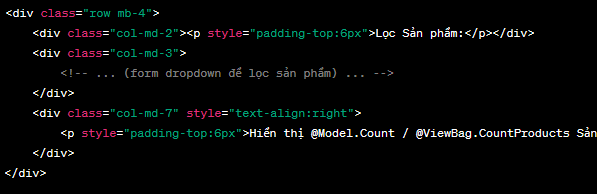 <div class="row mb-4">
<div class="col-md-2"><p style="padding-top:6px">Lọc Sản phẩm:</p></div>
<div class="col-md-3">
<!-- ... (form dropdown để lọc sản phẩm) ... -->
</div>
<div class="col-md-7" style="text-align:right">
<p style="padding-top:6px">Hiển thị @Model.Count / @ViewBag.CountProducts Sản
</div>
</div>